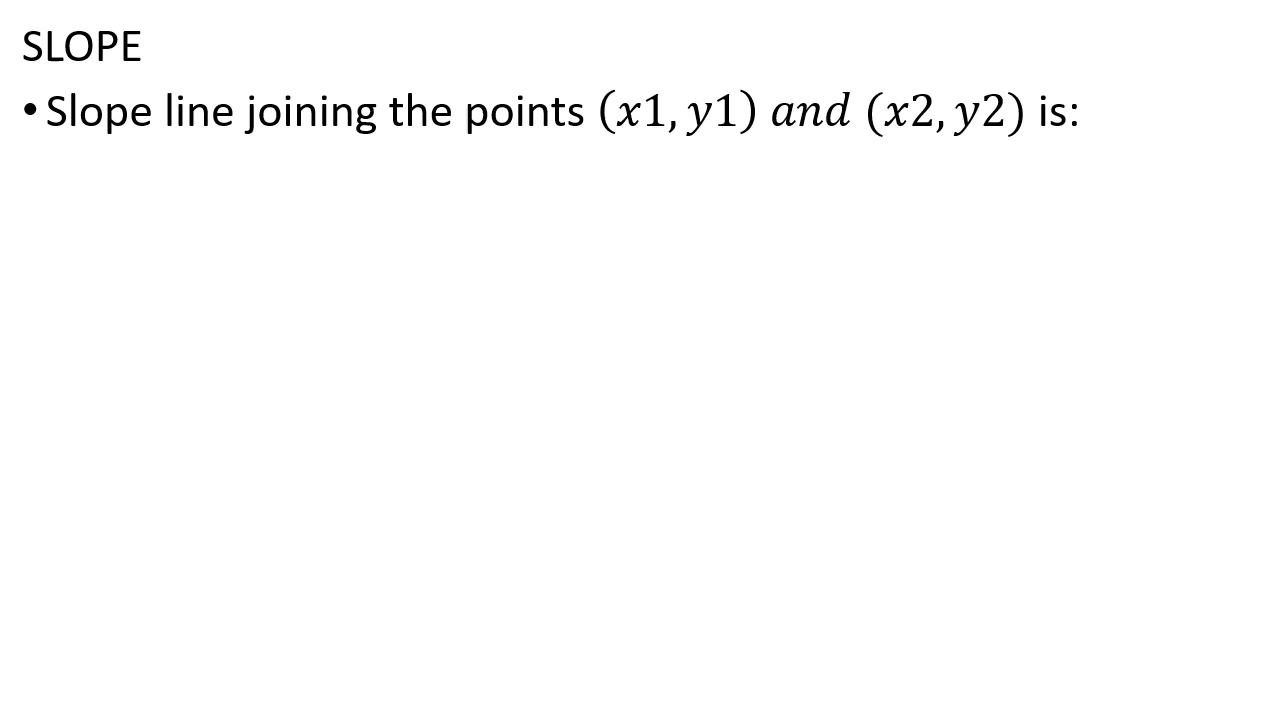 SLOPE
• Slope line joining the points (x1, y1) and (x2, y2) is: